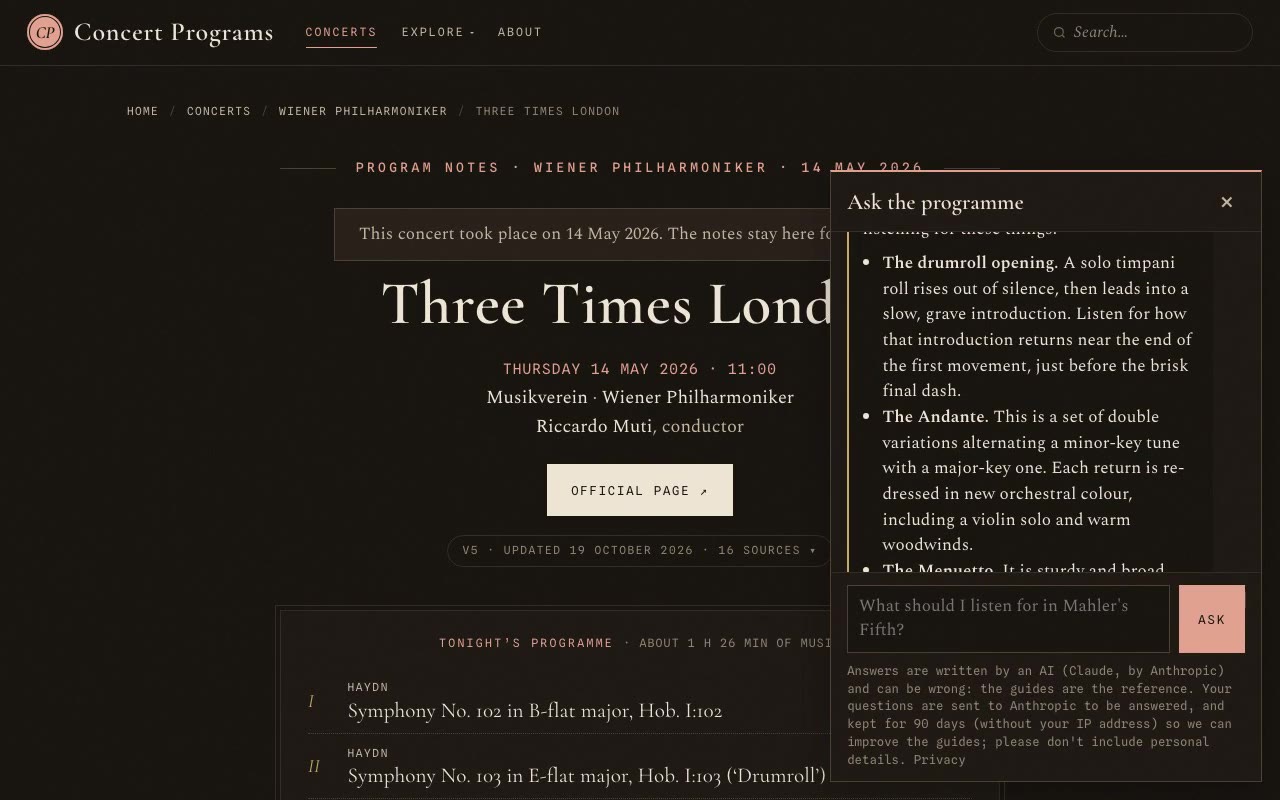 CP Concert Programs CONCERTS EXPLORE ▾ ABOUT Search…
HOME / CONCERTS / WIENER PHILHARMONIKER / THREE TIMES LONDON
PROGRAM NOTES · WIENER PHILHARMONIKER · 14 MAY 2026
This concert took place on 14 May 2026. The notes stay here
Three Times Lond
THURSDAY 14 MAY 2026 · 11:00
Musikverein · Wiener Philharmoniker
Riccardo Muti, conductor
OFFICIAL PAGE ↗
V5 · UPDATED 19 OCTOBER 2026 · 16 SOURCES ▾
TONIGHT'S PROGRAMME · ABOUT 1 H 26 MIN OF MUSI
I
HAYDN
Symphony No. 102 in B-flat major, Hob. I:102
II
HAYDN
Symphony No. 103 in E-flat major, Hob. I:103 (‘Drumroll’)
Ask the programme ×
listening for these things.
• The drumroll opening. A solo timpani
roll rises out of silence, then leads into a
slow, grave introduction. Listen for how
that introduction returns near the end of
the first movement, just before the brisk
final dash.
• The Andante. This is a set of double
variations alternating a minor-key tune
with a major-key one. Each return is re-
dressed in new orchestral colour,
including a violin solo and warm
woodwinds.
• The Menuetto. It is sturdy and broad
What should I listen for in Mahler's
Fifth?
ASK
Answers are written by an AI (Claude, by Anthropic)
and can be wrong: the guides are the reference. Your
questions are sent to Anthropic to be answered, and
kept for 90 days (without your IP address) so we can
improve the guides; please don't include personal
details. Privacy